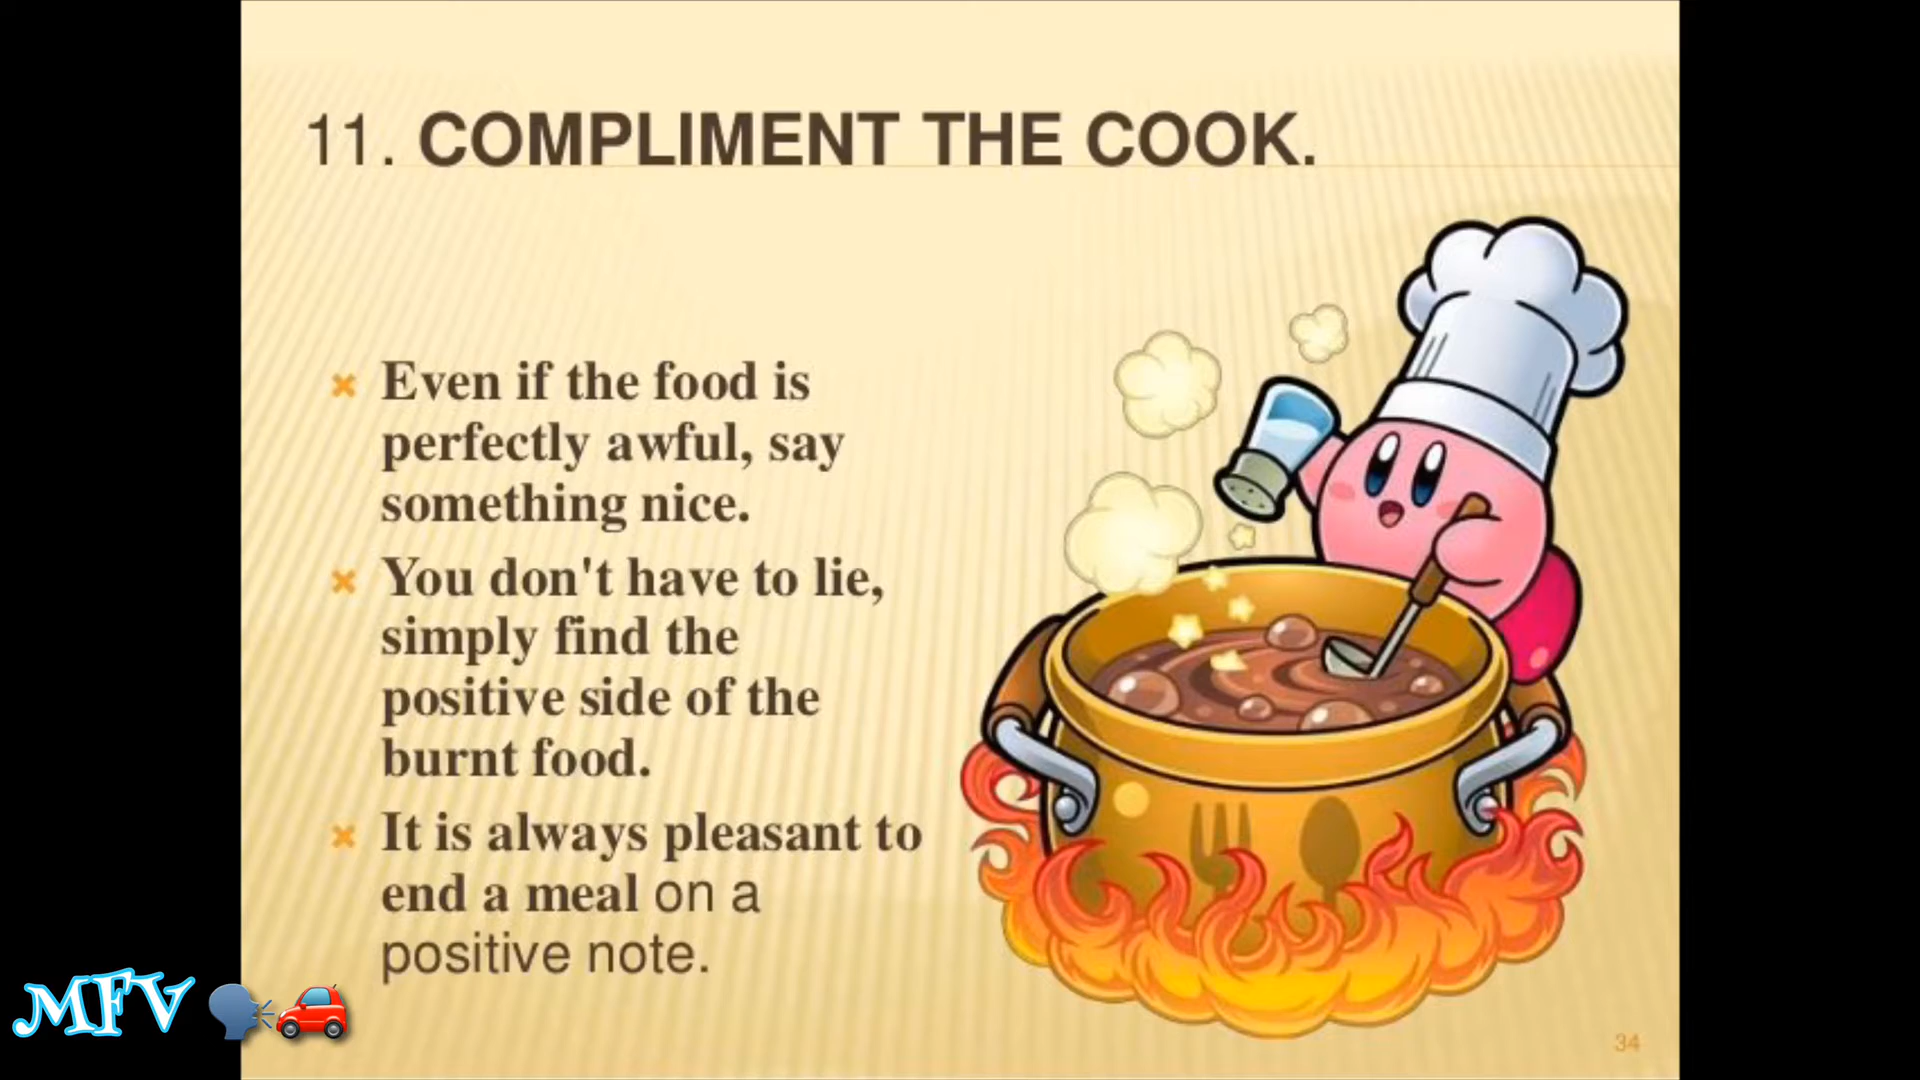 11. COMPLIMENT THE COOK.
Even if the food is
perfectly awful, say
something nice.
You don't have to lie,
simply find the
positive side of the
burnt food.
It is always pleasant to
end a meal on a
positive note.
MFV
34